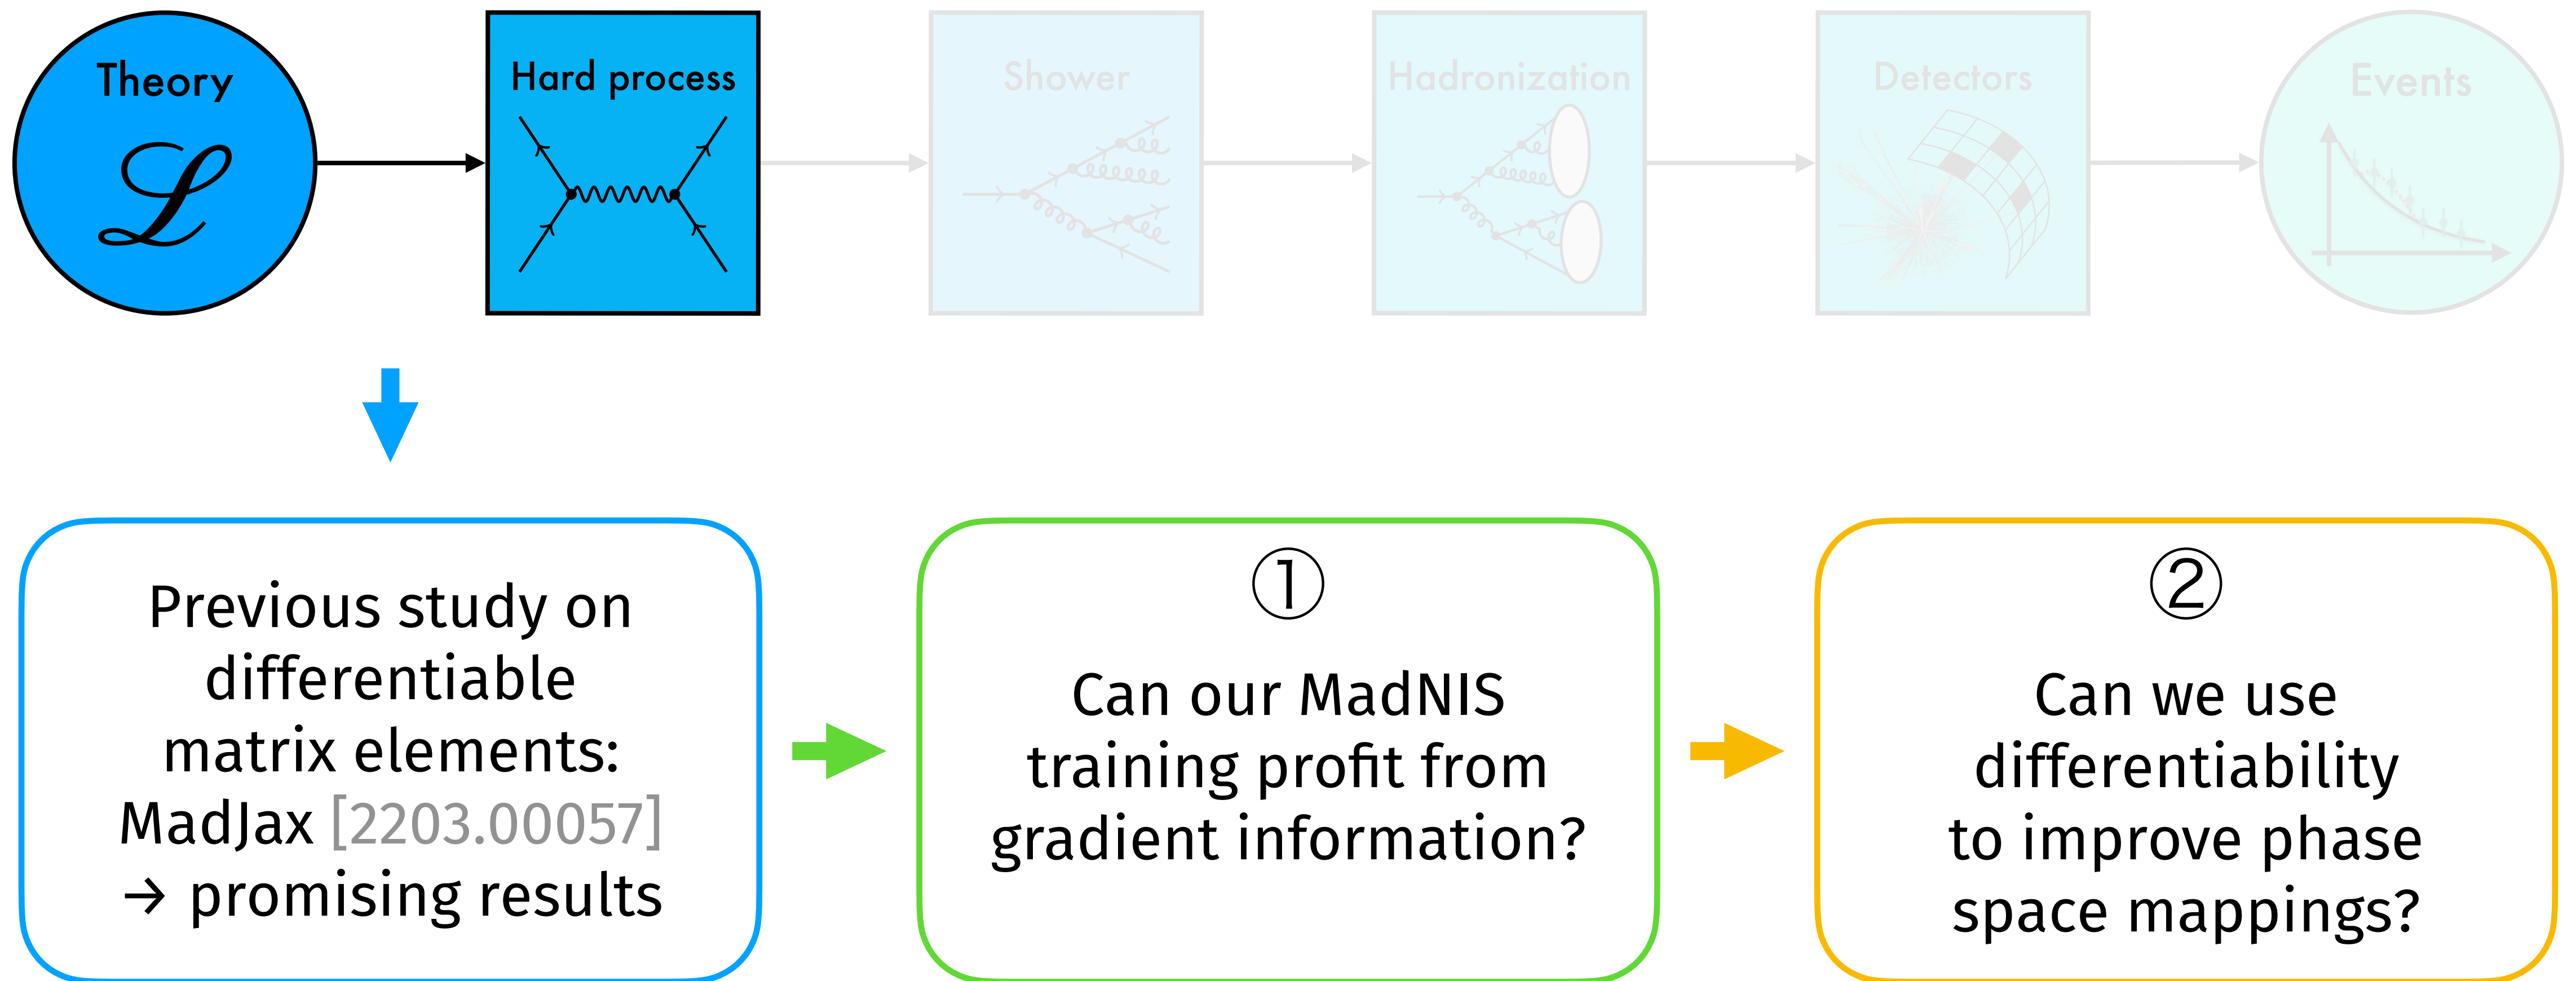 Theory
ℒ
Hard process
Shower
Hadronization
Detectors
Events
Previous study on
differentiable
matrix elements:
MadJax [2203.00057]
→ promising results
①
Can our MadNIS
training profit from
gradient information?
②
Can we use
differentiability
to improve phase
space mappings?